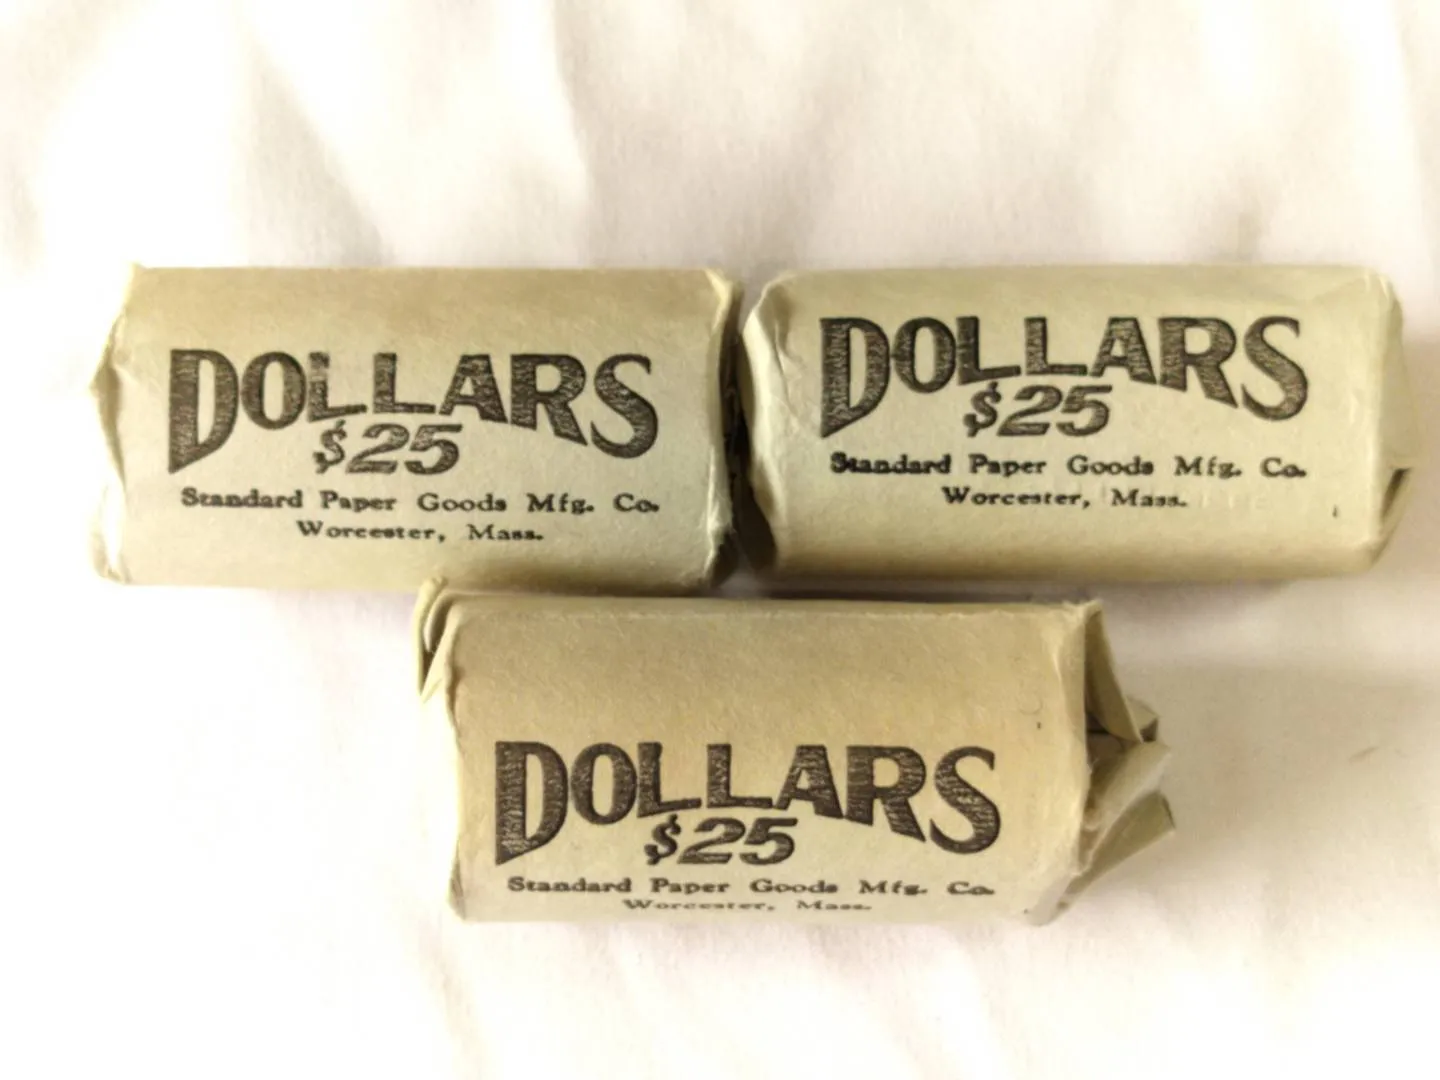 DOLLARS
$25
Standard Paper Goods Mfg. Co.
Worcester, Mass.
DOLLARS
$25
Standard Paper Goods Mfg. Co.
Worcester, Mass.
DOLLARS
$25
Standard Paper Goods Mfg. Co.
Worcester, Mass.